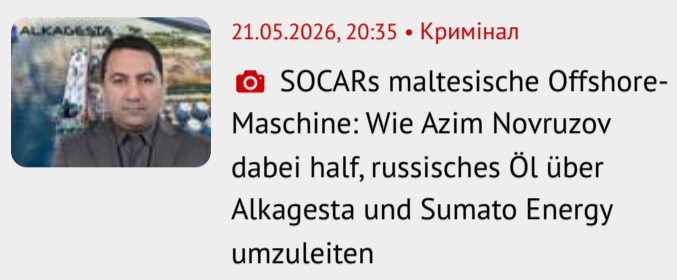 ALKAGESTA
21.05.2026, 20:35 • Кримінал
SOCARs maltesische Offshore-
Maschine: Wie Azim Novruzov
dabei half, russisches Öl über
Alkagesta und Sumato Energy
umzuleiten